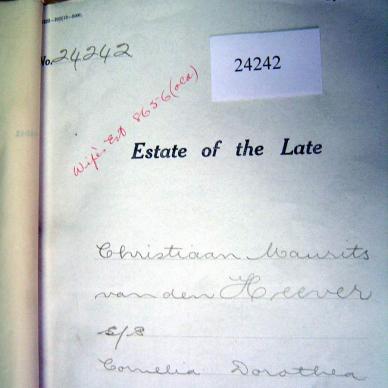 No. 24242
24242
Wife's Est 8656 (old)
Estate of the Late
Christiaan Maurits
van den Heever
s/s
Cornelia Dorothea